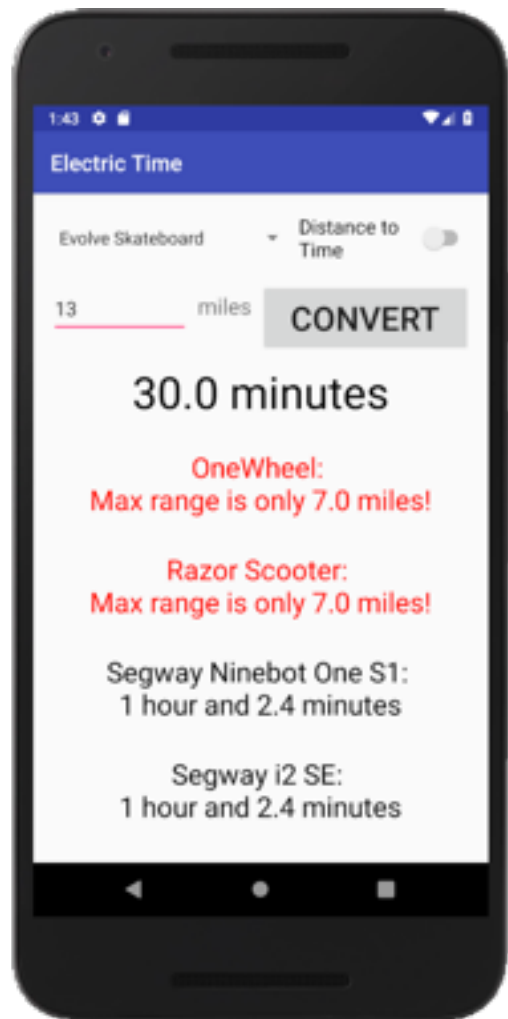 1:43
Electric Time
Evolve Skateboard
Distance to
Time
13 miles CONVERT
30.0 minutes
OneWheel:
Max range is only 7.0 miles!
Razor Scooter:
Max range is only 7.0 miles!
Segway Ninebot One S1:
1 hour and 2.4 minutes
Segway i2 SE:
1 hour and 2.4 minutes